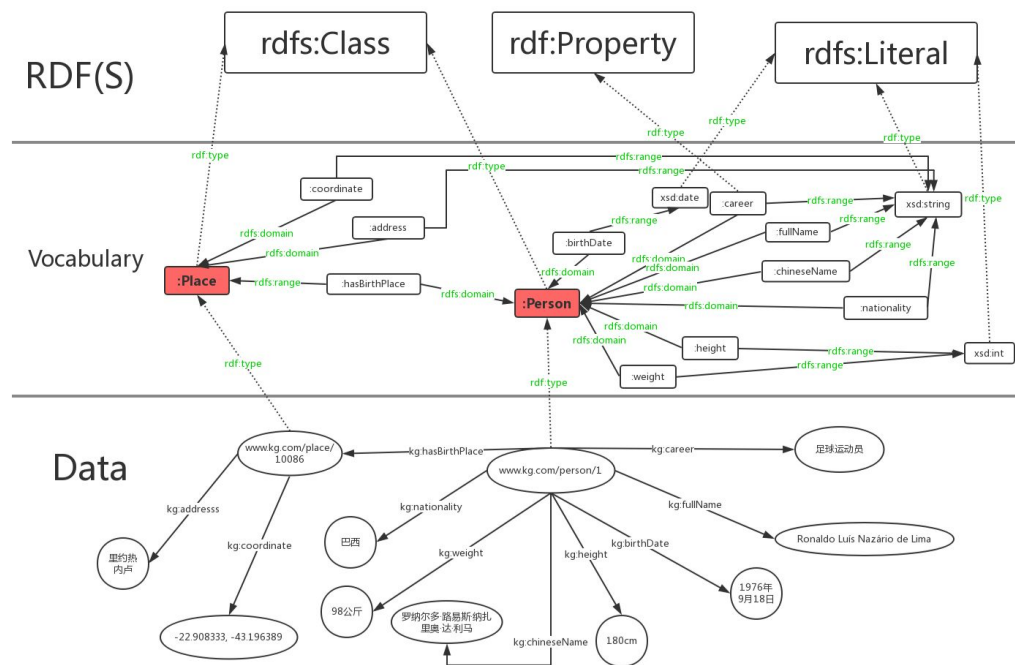 rdfs:Class
rdf:Property
rdfs:Literal
RDF(S)
rdf:type
rdf:type
rdf:type
rdf:type
rdf:type
rdf:type
rdfs:range
rdfs:range
:coordinate
xsd:date
:career
rdfs:range
xsd:string
rdfs:range
:address
rdfs:domain
:birthDate
:fullName
rdfs:range
Vocabulary
rdfs:domain
rdfs:domain
rdfs:domain
:chineseName
rdfs:range
rdfs:range
:Place
rdfs:range
:hasBirthPlace
rdfs:domain
rdfs:domain
:Person
rdfs:domain
:nationality
rdfs:domain
rdfs:domain
:height
rdfs:range
xsd:int
:weight
rdfs:range
rdf:type
rdf:type
Data
www.kg.com/place/
10086
kg:hasBirthPlace
kg:career
足球运动员
www.kg.com/person/1
kg:addresss
kg:nationality
kg:fullName
里约热
内卢
kg:coordinate
巴西
kg:weight
kg:height
kg:birthDate
Ronaldo Luís Nazário de Lima
1976年
9月18日
98公斤
罗纳尔多·路易斯·纳扎
里奥·达·利马
kg:chineseName
180cm
-22.908333, -43.196389